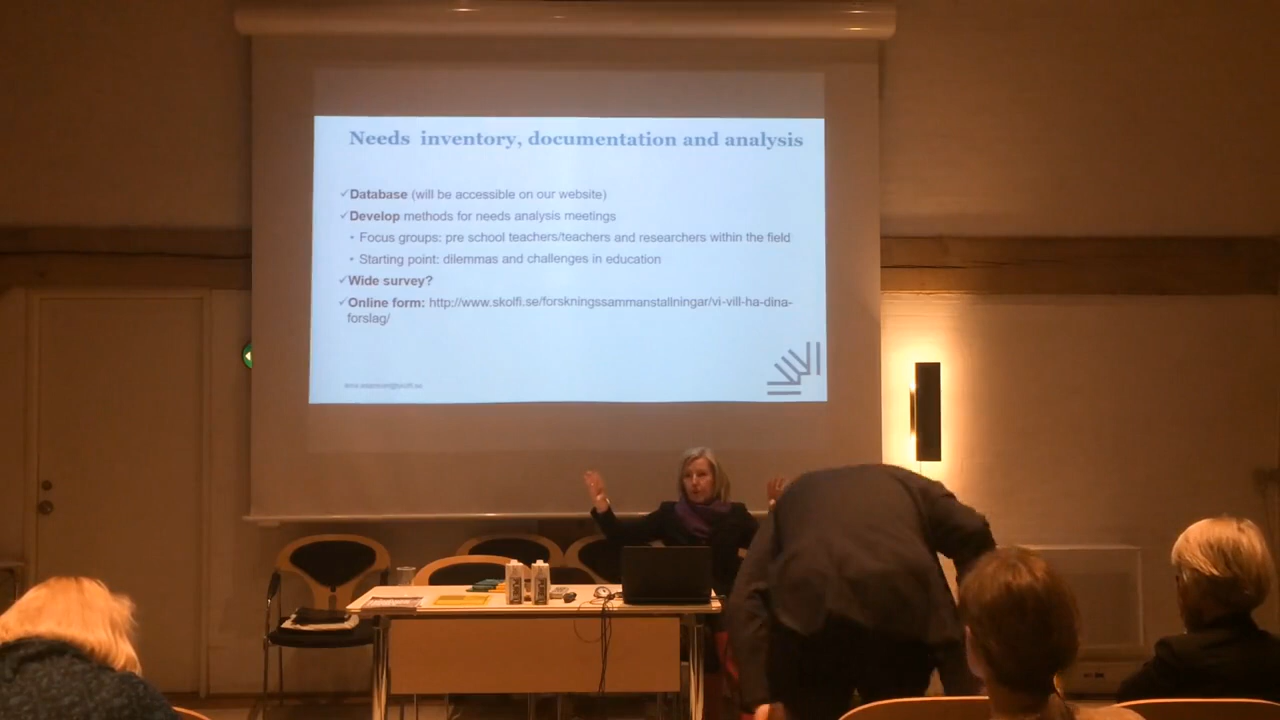 Needs inventory, documentation and analysis
✓Database (will be accessible on our website)
✓Develop methods for needs analysis meetings
• Focus groups: pre school teachers/teachers and researchers within the field
• Starting point: dilemmas and challenges in education
✓Wide survey?
✓Online form: http://www.skolfi.se/forskningssammanstallningar/vi-vill-ha-dina-
forslag/